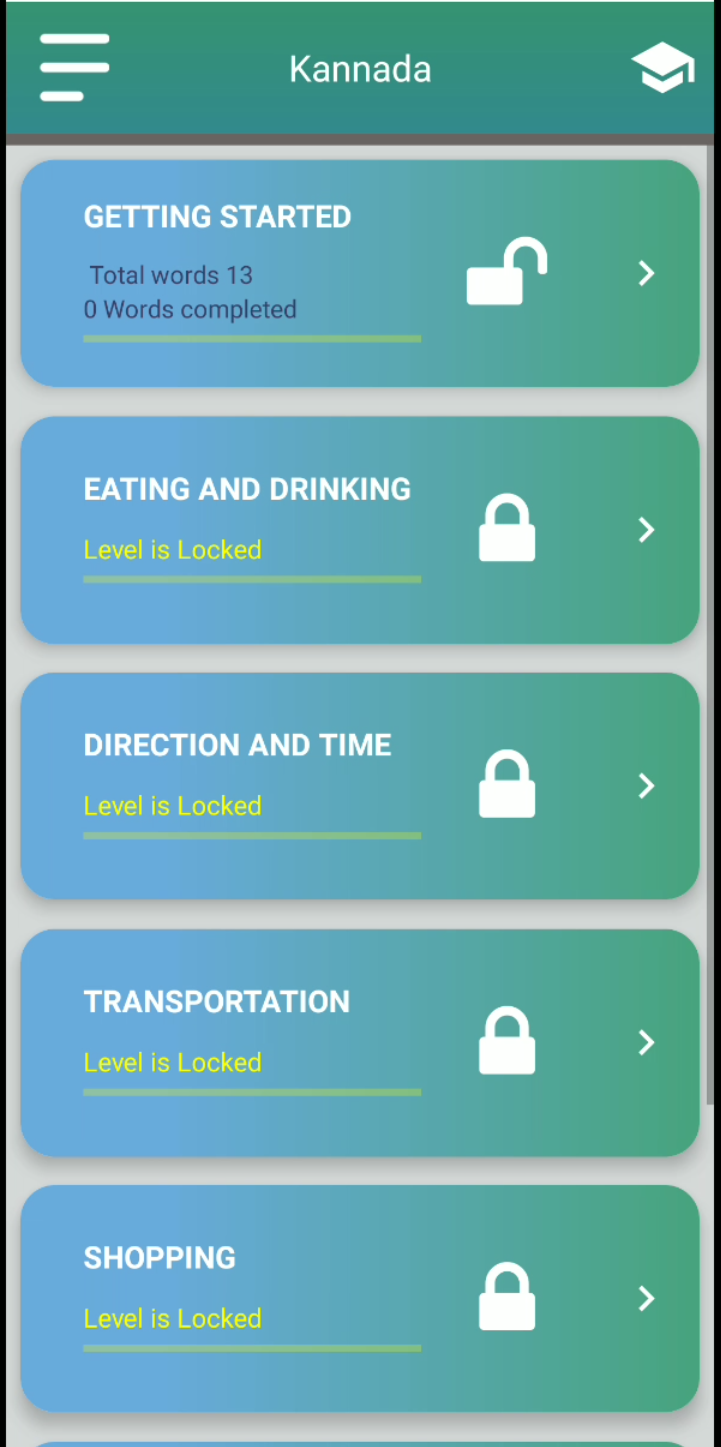 Kannada
GETTING STARTED
Total words 13
0 Words completed
EATING AND DRINKING
Level is Locked
DIRECTION AND TIME
Level is Locked
TRANSPORTATION
Level is Locked
SHOPPING
Level is Locked